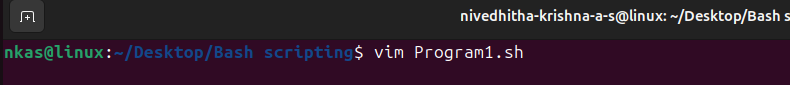 nivedhitha-krishna-a-s@linux: ~/Desktop/Bash s
nkas@linux:~/Desktop/Bash scripting$ vim Program1.sh